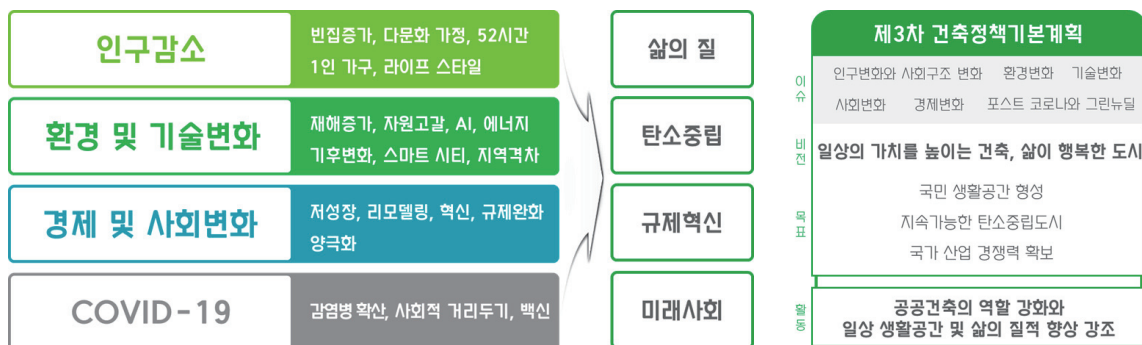 인구감소
빈집증가, 다문화 가정, 52시간
1인 가구, 라이프 스타일
환경 및 기술변화
재해증가, 자원고갈, AI, 에너지
기후변화, 스마트 시티, 지역격차
경제 및 사회변화
저성장, 리모델링, 혁신, 규제완화
양극화
COVID-19
감염병 확산, 사회적 거리두기, 백신
삶의 질
탄소중립
규제혁신
미래사회
제3차 건축정책기본계획
이슈
인구변화와 사회구조 변화 환경변화 기술변화
사회변화 경제변화 포스트 코로나와 그린뉴딜
비전
일상의 가치를 높이는 건축, 삶이 행복한 도시
목표
국민 생활공간 형성
지속가능한 탄소중립도시
국가 산업 경쟁력 확보
활동
공공건축의 역할 강화와
일상 생활공간 및 삶의 질적 향상 강조